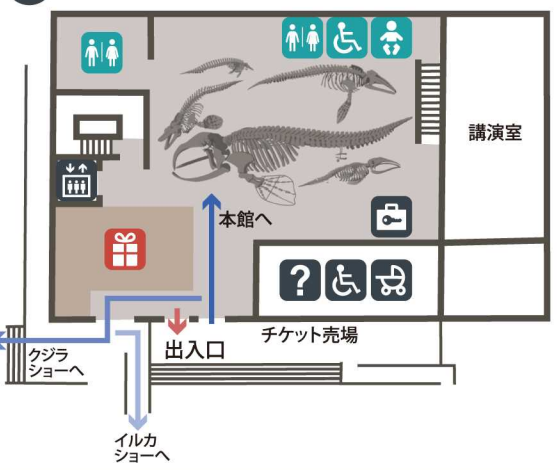 講演室
本館へ
?
チケット売場
出入口
クジラ
ショーへ
イルカ
ショーへ